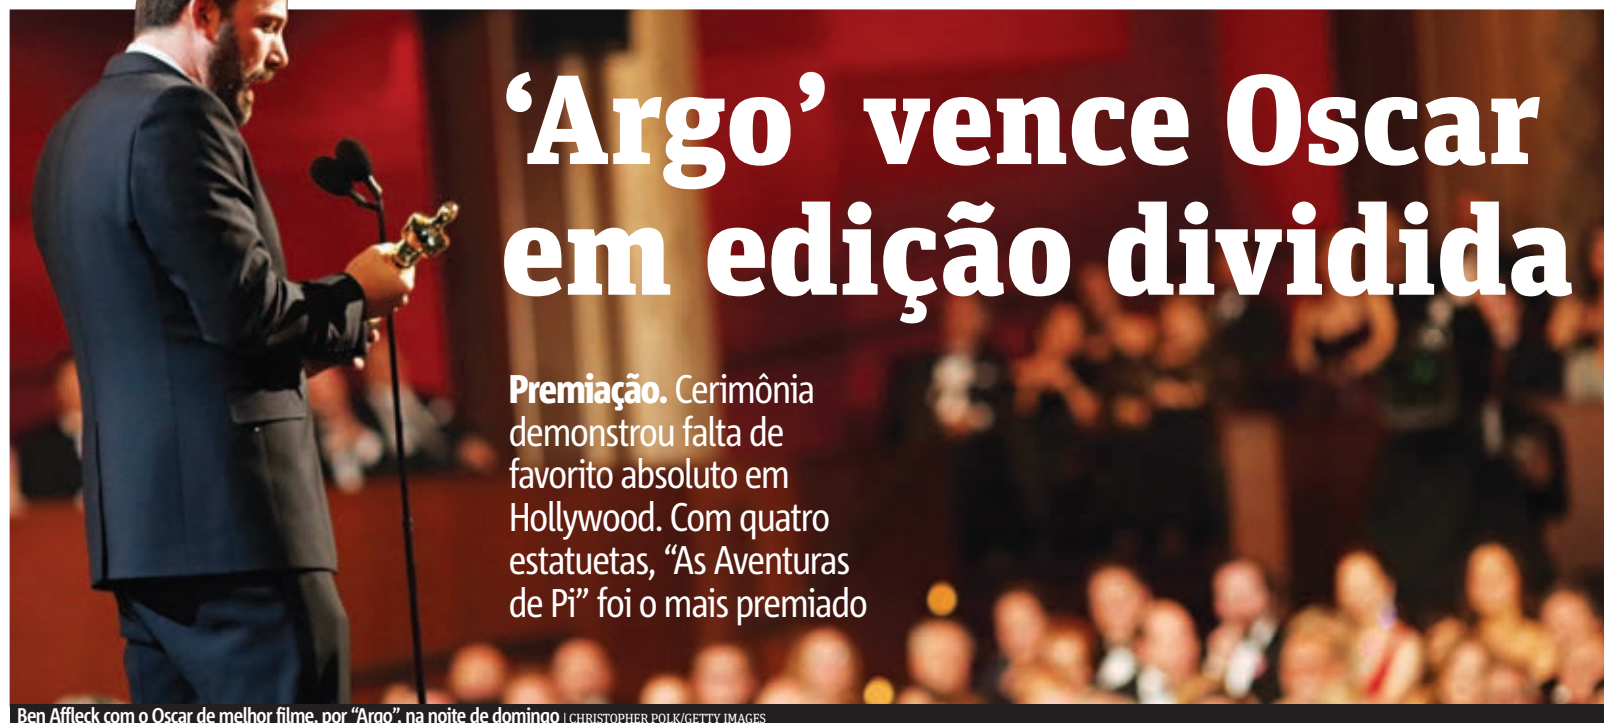 ‘Argo’ vence Oscar
em edição dividida
Premiação. Cerimônia
demonstrou falta de
favorito absoluto em
Hollywood. Com quatro
estatuetas, “As Aventuras
de Pi” foi o mais premiado
Ben Affleck com o Oscar de melhor filme, por “Argo”, na noite de domingo | CHRISTOPHER POLK/GETTY IMAGES